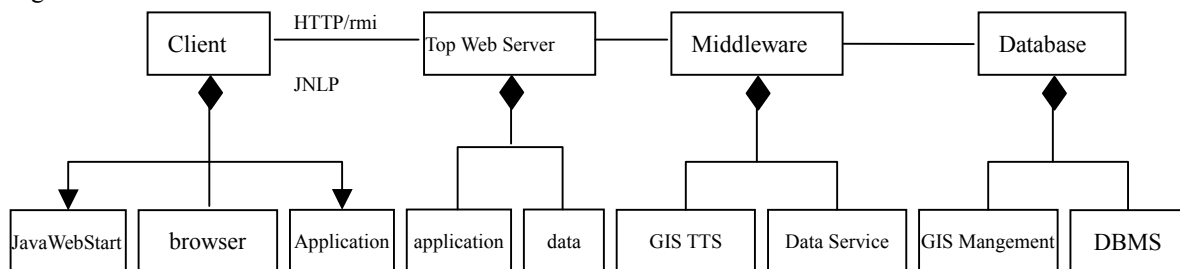 Client
HTTP/rmi
JNLP
Top Web Server
Middleware
Database
JavaWebStart
browser
Application
application
data
GIS TTS
Data Service
GIS Mangement
DBMS